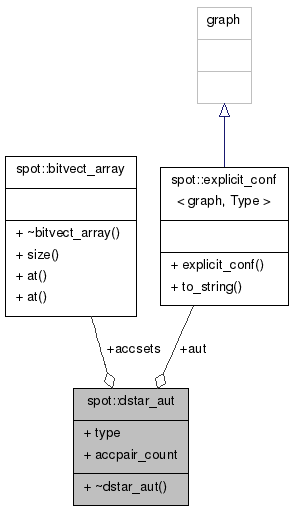 graph
spot::bitvect_array
+ ~bitvect_array()
+ size()
+ at()
+ at()
spot::explicit_conf
< graph, Type >
+ explicit_conf()
+ to_string()
+accsets
+aut
spot::dstar_aut
+ type
+ accpair_count
+ ~dstar_aut()